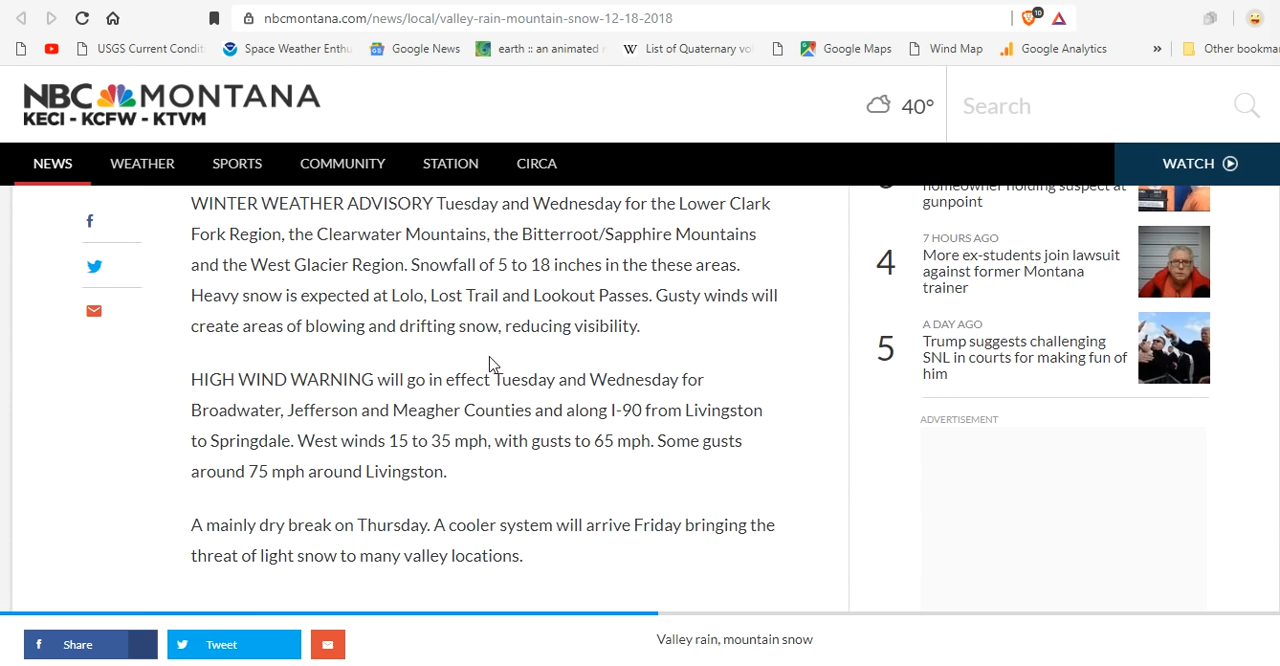 nbcmontana.com/news/local/valley-rain-mountain-snow-12-18-2018
10
USGS Current Condit
Space Weather Enthu
Google News
earth :: an animated
List of Quaternary vo
Google Maps
Wind Map
Google Analytics
»
Other bookma
NBC MONTANA
KECI - KCFW - KTVM
40°
Search
NEWS
WEATHER
SPORTS
COMMUNITY
STATION
CIRCA
WATCH
WINTER WEATHER ADVISORY Tuesday and Wednesday for the Lower Clark
Fork Region, the Clearwater Mountains, the Bitterroot/Sapphire Mountains
and the West Glacier Region. Snowfall of 5 to 18 inches in the these areas.
Heavy snow is expected at Lolo, Lost Trail and Lookout Passes. Gusty winds will
create areas of blowing and drifting snow, reducing visibility.
HIGH WIND WARNING will go in effect Tuesday and Wednesday for
Broadwater, Jefferson and Meagher Counties and along I-90 from Livingston
to Springdale. West winds 15 to 35 mph, with gusts to 65 mph. Some gusts
around 75 mph around Livingston.
A mainly dry break on Thursday. A cooler system will arrive Friday bringing the
threat of light snow to many valley locations.
homeowner holding suspect at
gunpoint
4
7 HOURS AGO
More ex-students join lawsuit
against former Montana
trainer
5
A DAY AGO
Trump suggests challenging
SNL in courts for making fun of
him
ADVERTISEMENT
Share
Tweet
Valley rain, mountain snow